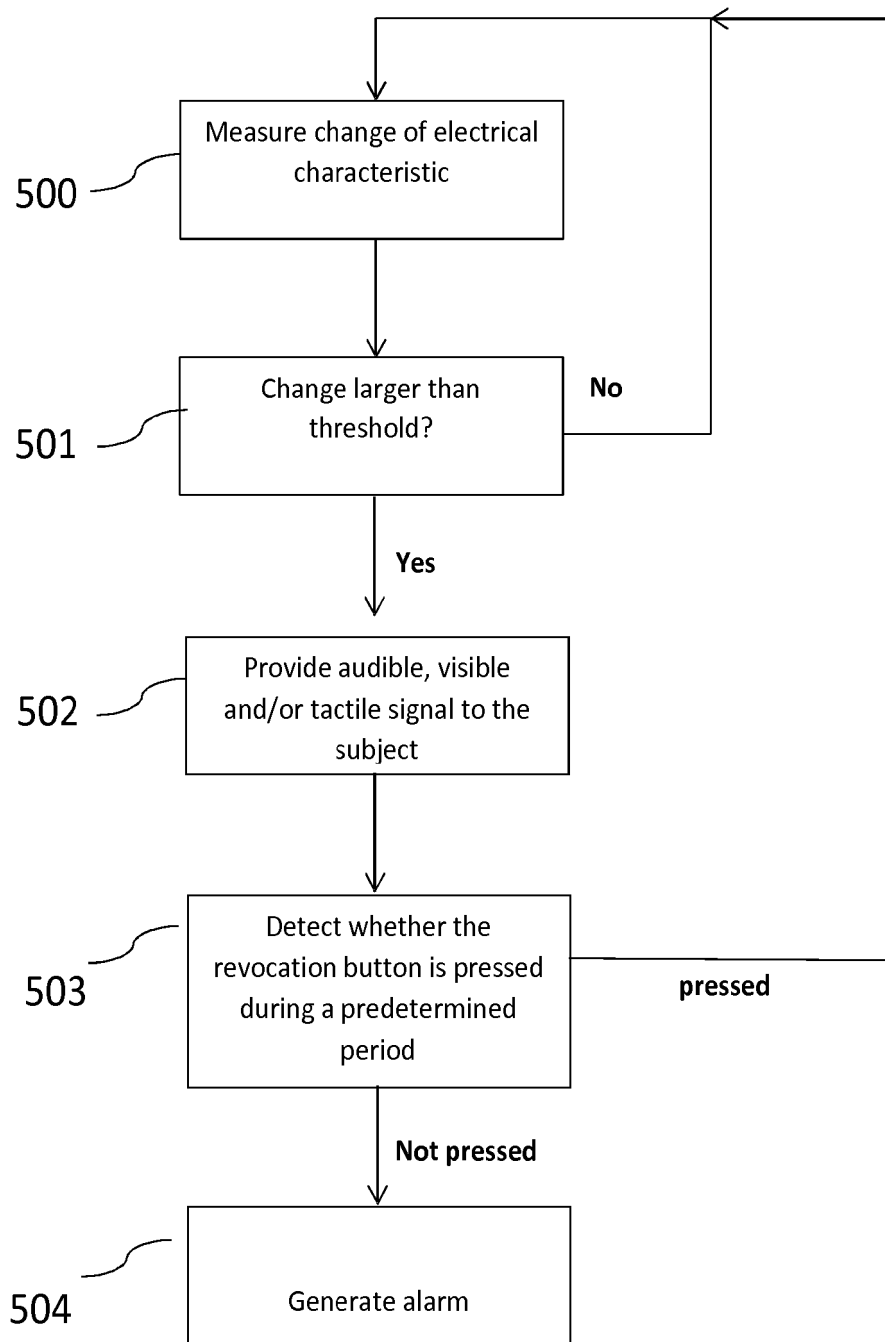 Measure change of electrical
characteristic
500
Change larger than
threshold?
No
501
Yes
Provide audible, visible
and/or tactile signal to the
subject
502
Detect whether the
revocation button is pressed
during a predetermined
period
503
pressed
Not pressed
Generate alarm
504